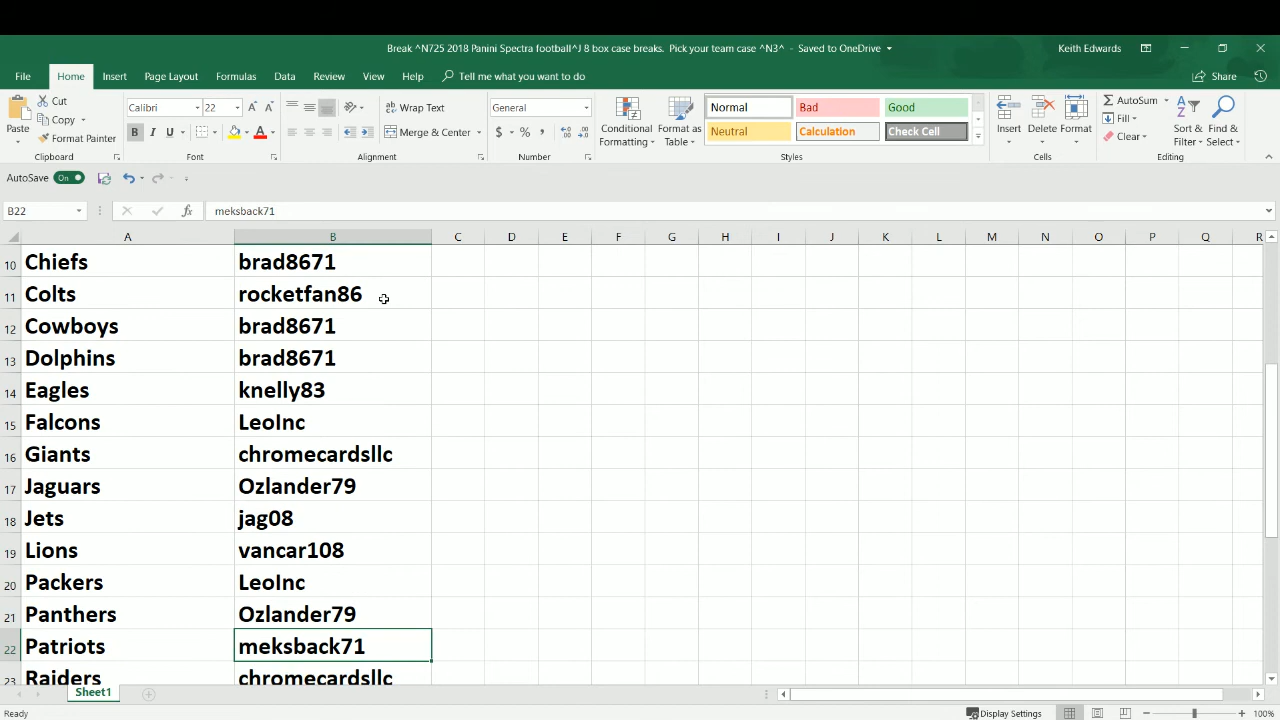 Break ^N725 2018 Panini Spectra football^J 8 box case breaks.  Pick your team case ^N3^  -  Saved to OneDrive
Keith Edwards
File Home Insert Page Layout Formulas Data Review View Help Tell me what you want to do Share
Paste Cut Copy Format Painter Clipboard
Calibri 22 B I U A Font
Wrap Text Merge & Center Alignment
General $ % , Number
Conditional Formatting Format as Table
Normal Bad Good
Neutral Calculation Check Cell
Styles
Insert Delete Format Cells
AutoSum Fill Clear Sort & Filter Find & Select Editing
AutoSave On
B22 fx meksback71
A B C D E F G H I J K L M N O P Q R
10 Chiefs brad8671
11 Colts rocketfan86
12 Cowboys brad8671
13 Dolphins brad8671
14 Eagles knelly83
15 Falcons LeoInc
16 Giants chromecardsllc
17 Jaguars Ozlander79
18 Jets jag08
19 Lions vancar108
20 Packers LeoInc
21 Panthers Ozlander79
22 Patriots meksback71
23 Raiders chromecardsllc
Sheet1
Ready Display Settings 100%